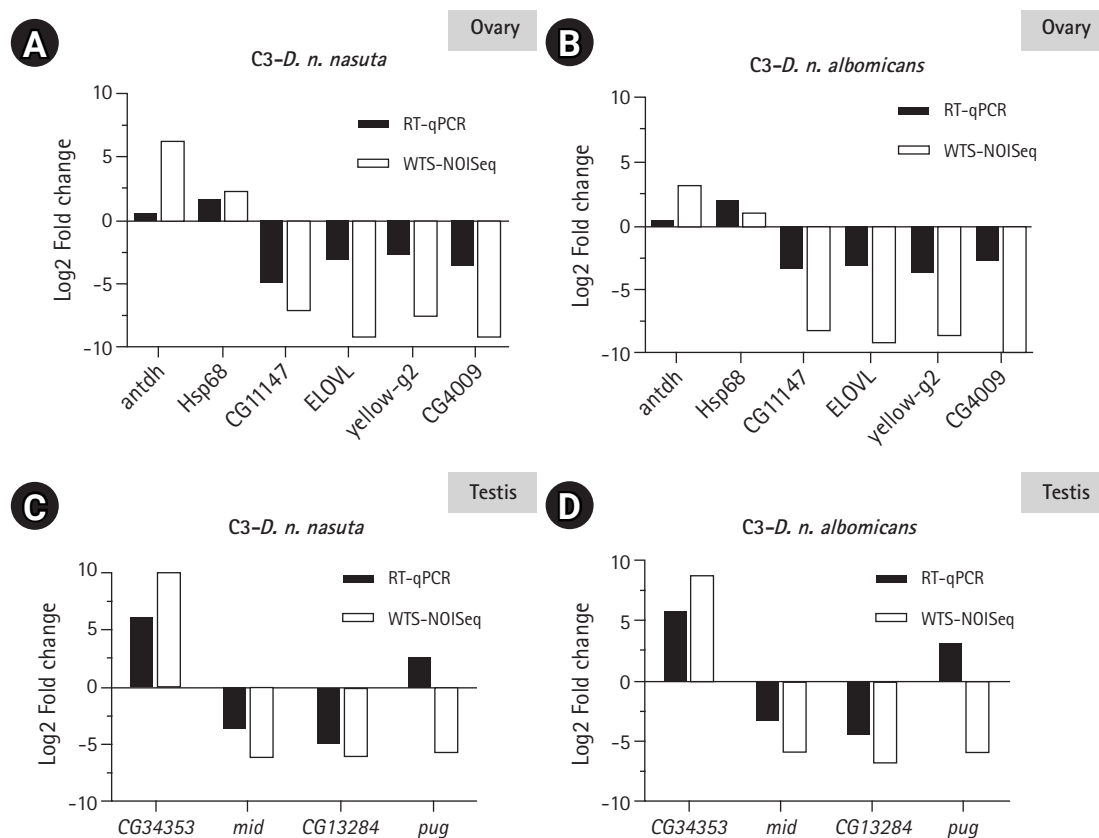 A
Ovary
C3-D. n. nasuta
Log2 Fold change
10
5
0
-5
-10
RT-qPCR
WTS-NOISeq
antdh
Hsp68
CG11147
ELOVL
yellow-g2
CG4009
B
Ovary
C3-D. n. albomicans
Log2 Fold change
10
5
0
-5
-10
RT-qPCR
WTS-NOISeq
antdh
Hsp68
CG11147
ELOVL
yellow-g2
CG4009
C
Testis
C3-D. n. nasuta
Log2 Fold change
10
5
0
-5
-10
RT-qPCR
WTS-NOISeq
CG34353
mid
CG13284
pug
D
Testis
C3-D. n. albomicans
Log2 Fold change
10
5
0
-5
-10
RT-qPCR
WTS-NOISeq
CG34353
mid
CG13284
pug